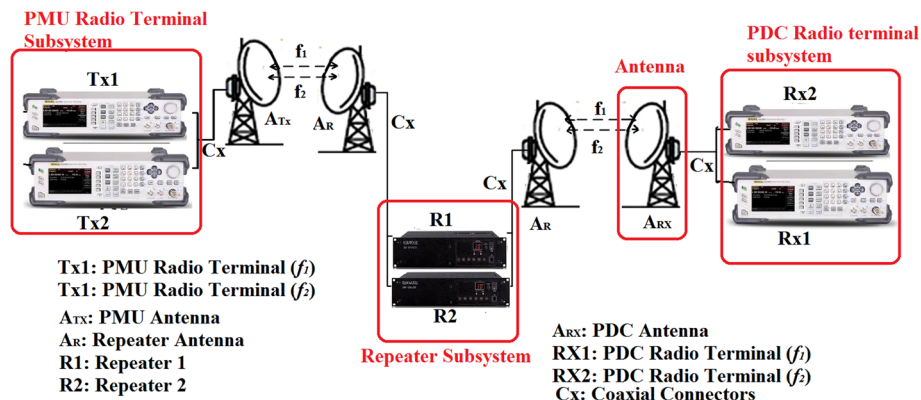 PMU Radio Terminal
Subsystem
Tx1
Tx2
Cx
f1
f2
ATx
AR
Cx
R1
R2
Repeater Subsystem
Cx
AR
f1
f2
Antenna
ARX
Cx
PDC Radio terminal
subsystem
Rx2
Rx1
Tx1: PMU Radio Terminal (f1)
Tx1: PMU Radio Terminal (f2)
ATX: PMU Antenna
AR: Repeater Antenna
R1: Repeater 1
R2: Repeater 2
ARX: PDC Antenna
RX1: PDC Radio Terminal (f1)
RX2: PDC Radio Terminal (f2)
Cx: Coaxial Connectors